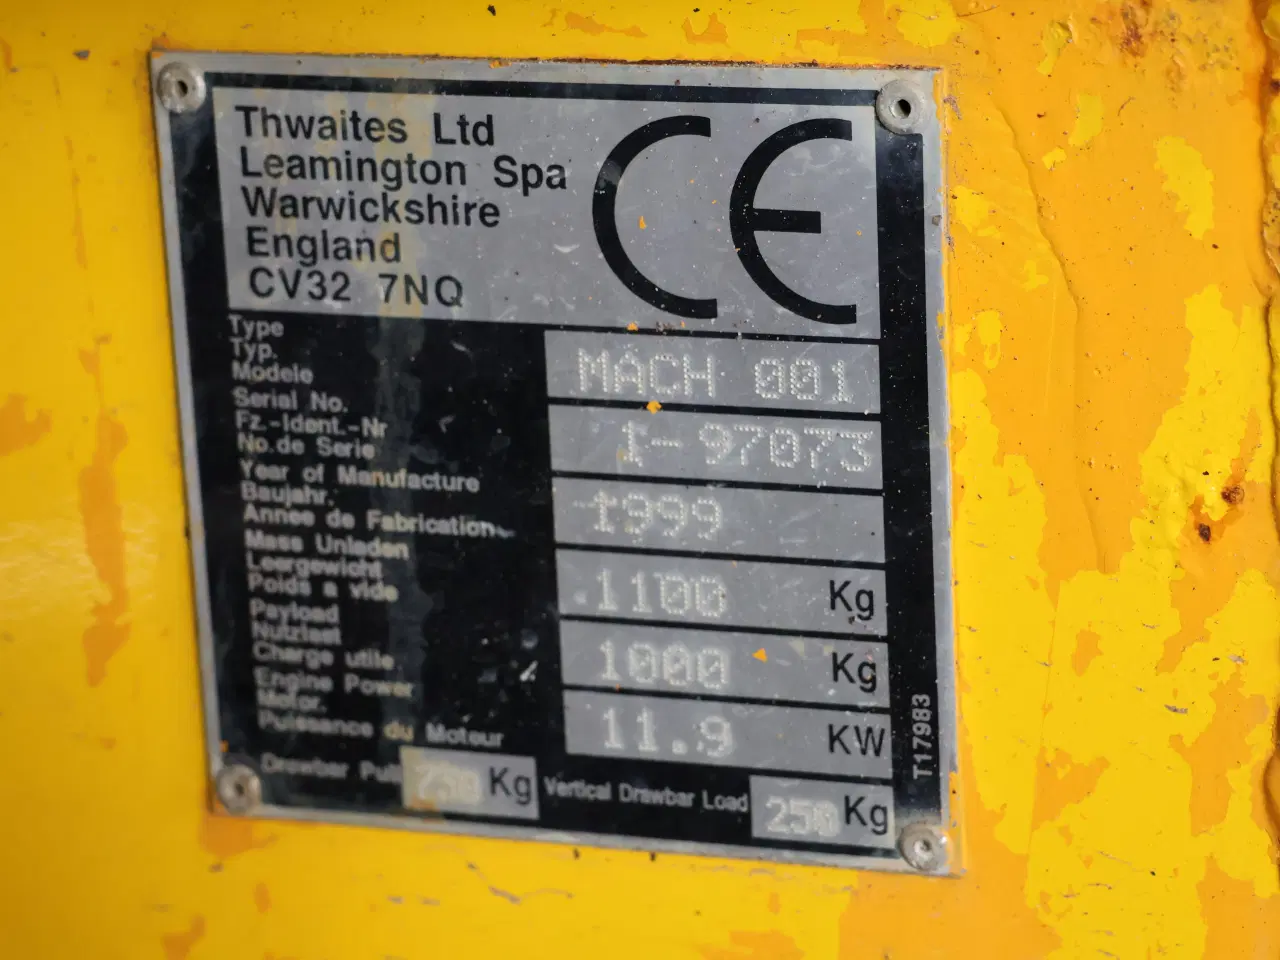 Thwaites Ltd
Leamington Spa
Warwickshire
England
CV32 7NQ
CE
Type
Typ.
Modele
MACH 001
Serial No.
Fz.-Ident.-Nr
No.de Serie
1-97073
Year of Manufacture
Baujahr.
Annee de Fabrication
1999
Mass Unladen
Leergewicht
Poids a vide
1100 Kg
Payload
Nutzlast
Charge utile
1000 Kg
Engine Power
Motor.
Puissance du Moteur
11.9 KW
Drawbar Pull Kg
Vertical Drawbar Load 250 Kg
T17983